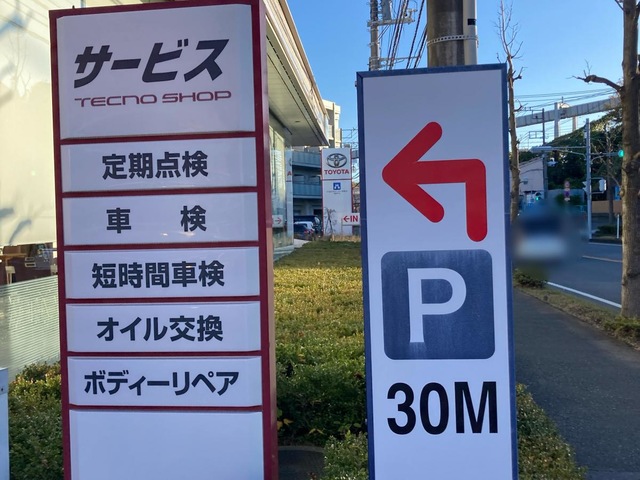 サービス
TECNO SHOP
定期点検
車 検
短時間車検
オイル交換
ボディーリペア
TOYOTA
IN
P
30M